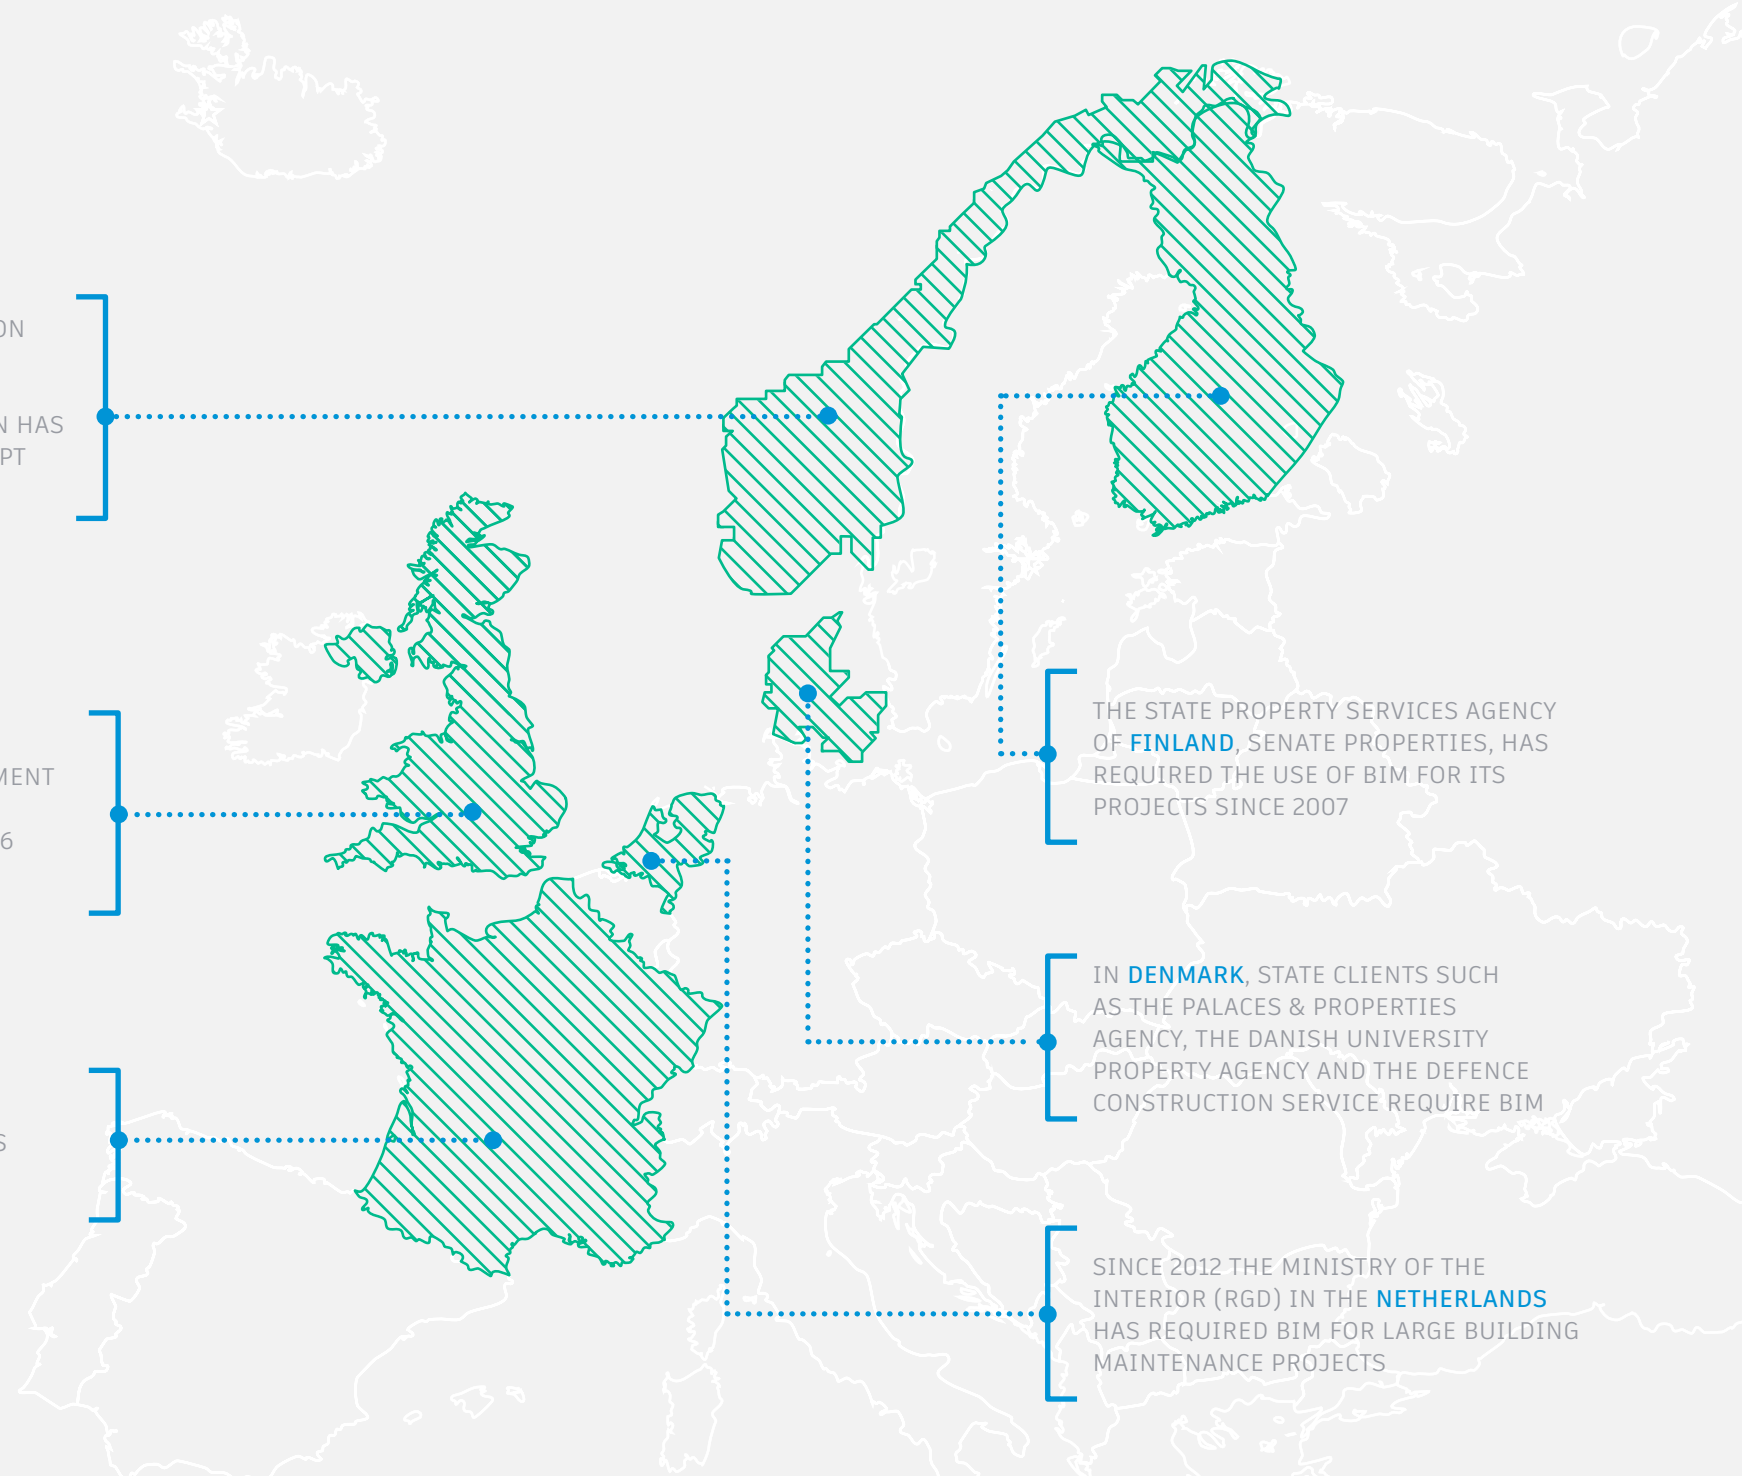 ON
N HAS
PT
MENT
6
S
THE STATE PROPERTY SERVICES AGENCY
OF FINLAND, SENATE PROPERTIES, HAS
REQUIRED THE USE OF BIM FOR ITS
PROJECTS SINCE 2007
IN DENMARK, STATE CLIENTS SUCH
AS THE PALACES & PROPERTIES
AGENCY, THE DANISH UNIVERSITY
PROPERTY AGENCY AND THE DEFENCE
CONSTRUCTION SERVICE REQUIRE BIM
SINCE 2012 THE MINISTRY OF THE
INTERIOR (RGD) IN THE NETHERLANDS
HAS REQUIRED BIM FOR LARGE BUILDING
MAINTENANCE PROJECTS